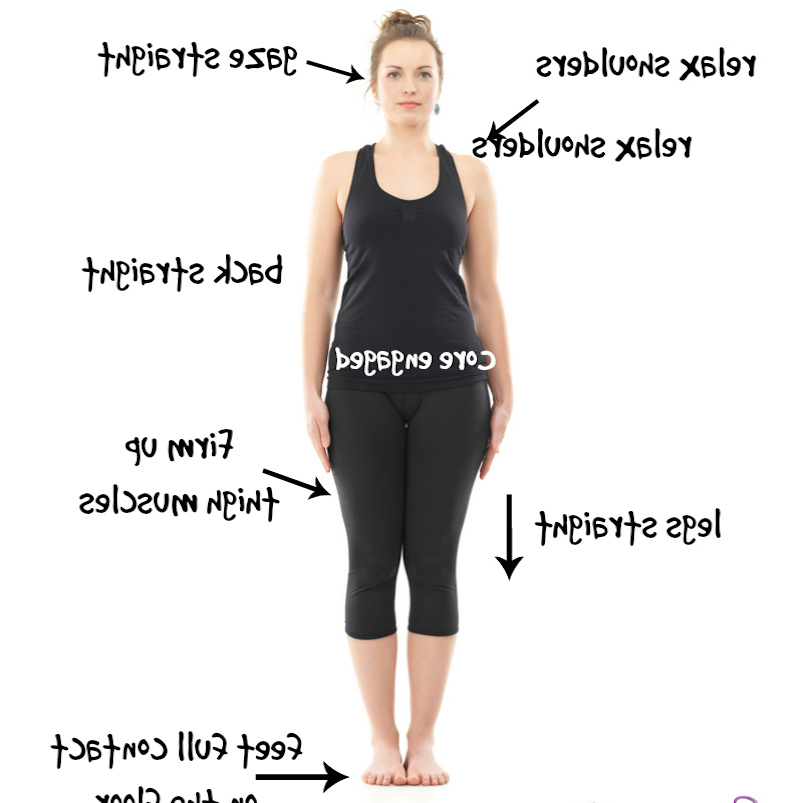 gaze straight
relax shoulders
relax shoulders
back straight
core engaged
Firm up
thigh muscles
legs straight
Feet full contact
on the floor